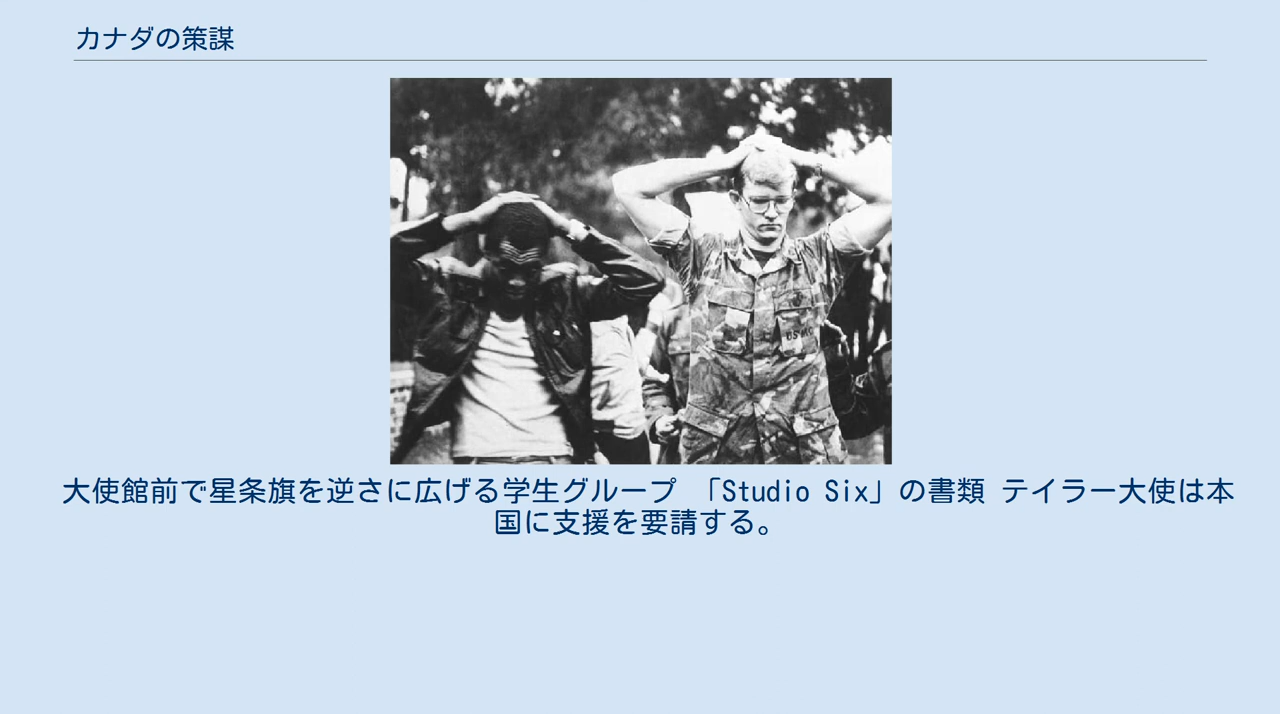 カナダの策謀
USMC
大使館前で星条旗を逆さに広げる学生グループ 「Studio Six」の書類 テイラー大使は本
国に支援を要請する。